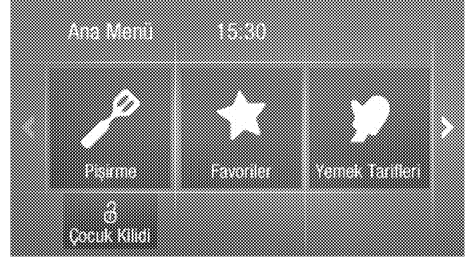 Ana Menü 15:30
Pişirme Favoriler Yemek Tarifleri
Çocuk Kilidi